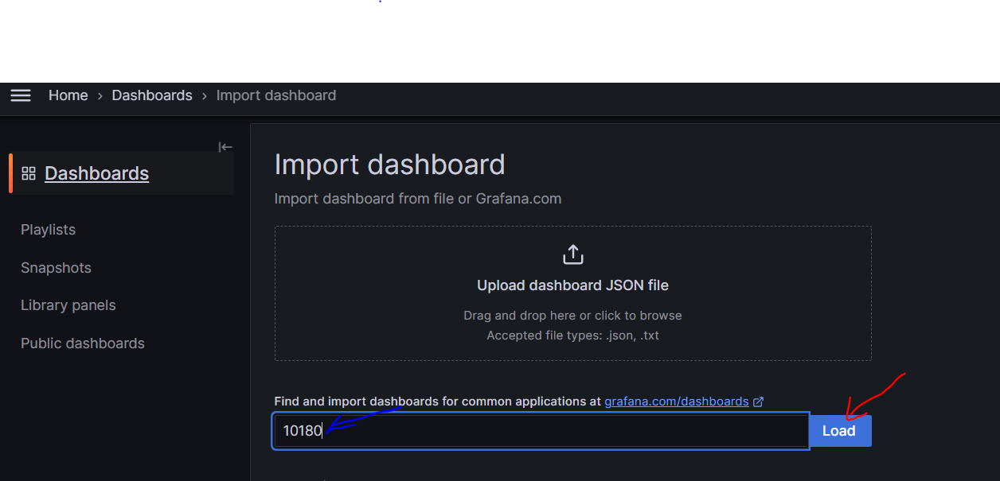 Home › Dashboards › Import dashboard
Dashboards
Playlists
Snapshots
Library panels
Public dashboards
Import dashboard
Import dashboard from file or Grafana.com
Upload dashboard JSON file
Drag and drop here or click to browse
Accepted file types: .json, .txt
Find and import dashboards for common applications at grafana.com/dashboards
10180
Load